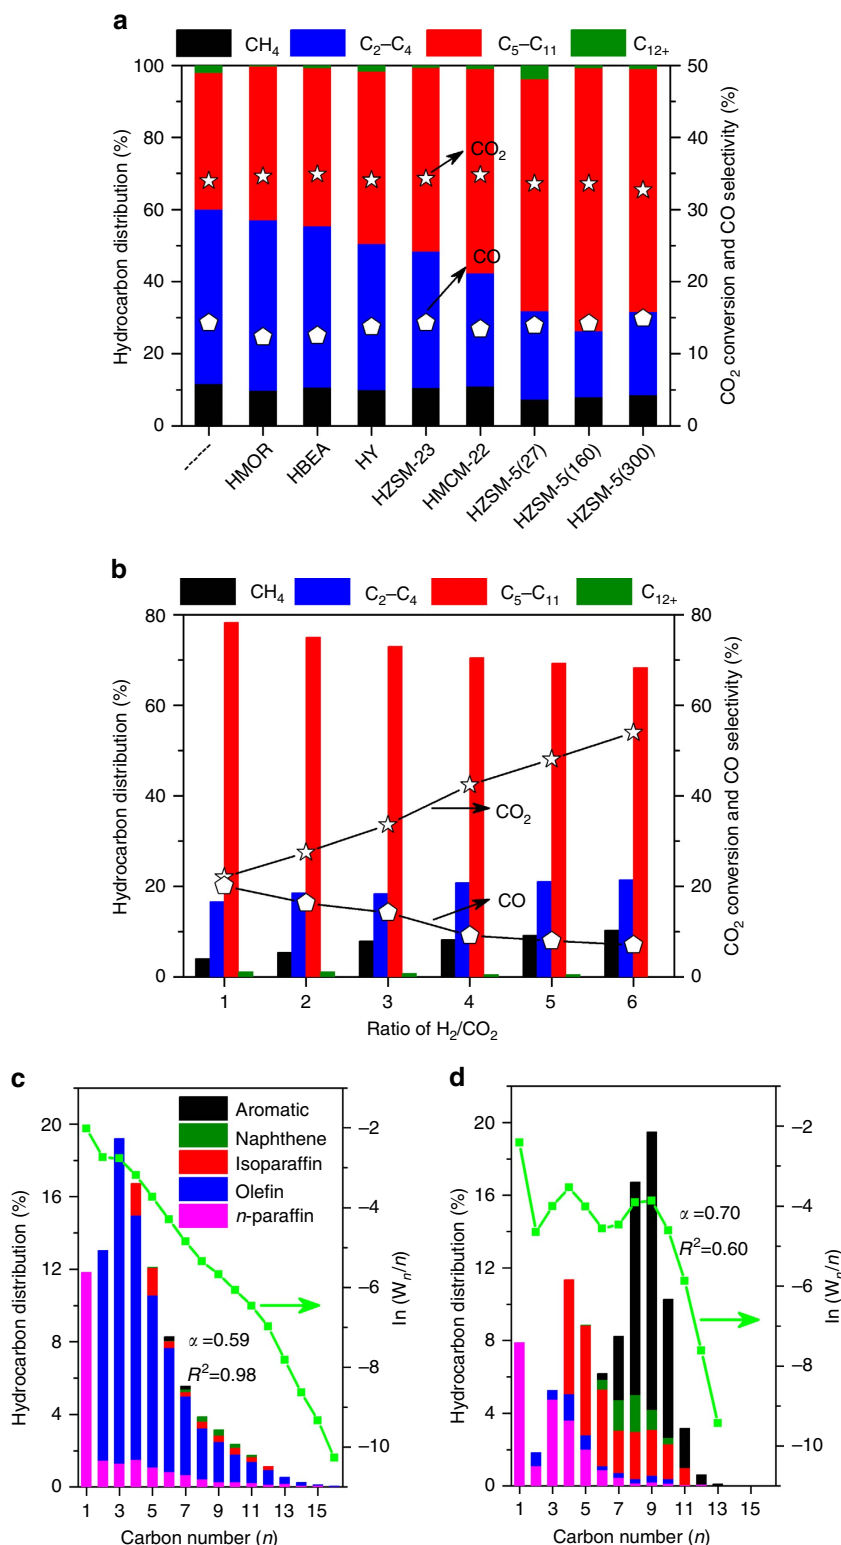 a
CH4 C2–C4 C5–C11 C12+
100
80
60
40
20
0
Hydrocarbon distribution (%)
50
40
30
20
10
0
CO2 conversion and CO selectivity (%)
CO2
CO
------
HMOR
HBEA
HY
HZSM-23
HMCM-22
HZSM-5(27)
HZSM-5(160)
HZSM-5(300)
b
CH4 C2–C4 C5–C11 C12+
80
60
40
20
0
Hydrocarbon distribution (%)
80
60
40
20
0
CO2 conversion and CO selectivity (%)
CO2
CO
1 2 3 4 5 6
Ratio of H2/CO2
c
Aromatic
Naphthene
Isoparaffin
Olefin
n-paraffin
20
16
12
8
4
0
Hydrocarbon distribution (%)
−2
−4
−6
−8
−10
ln (Wn/n)
α =0.59
R2=0.98
1 3 5 7 9 11 13 15
Carbon number (n)
d
20
16
12
8
4
0
Hydrocarbon distribution (%)
−2
−4
−6
−8
−10
ln (Wn/n)
α =0.70
R2=0.60
1 3 5 7 9 11 13 15
Carbon number (n)